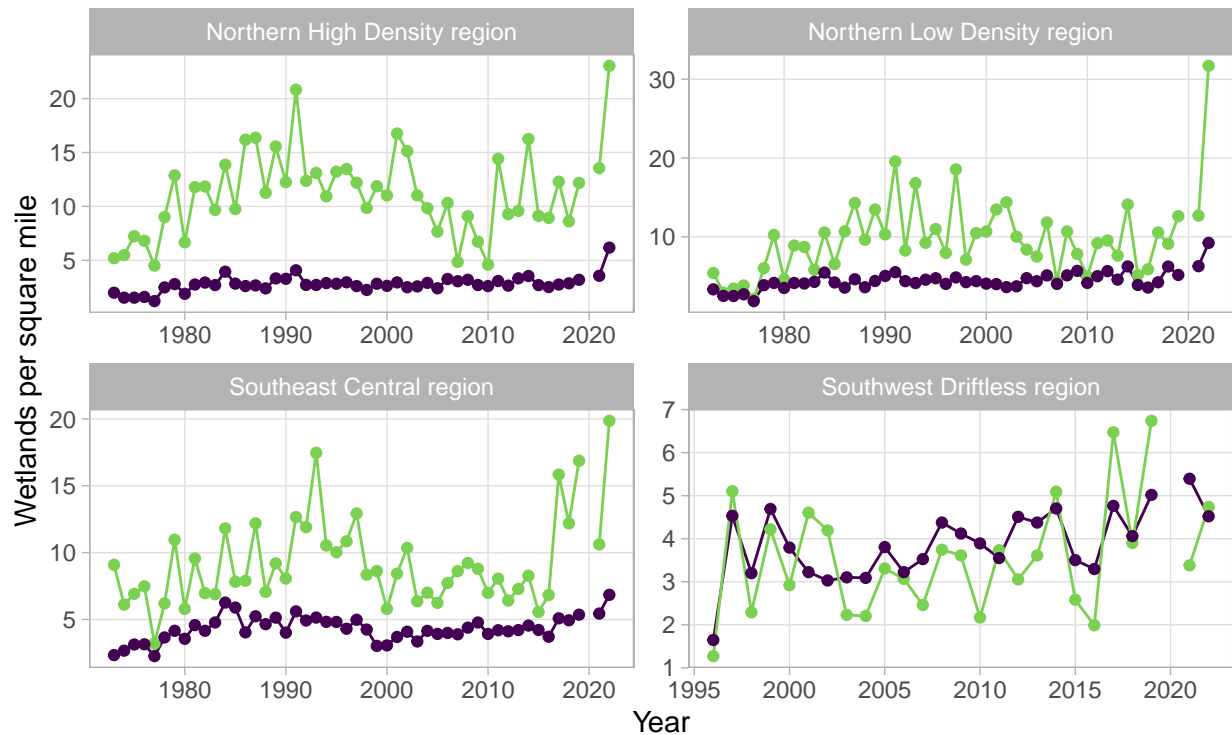 Northern High Density region
Northern Low Density region
20
15
10
5
1980 1990 2000 2010 2020
30
20
10
1980 1990 2000 2010 2020
Southeast Central region
Southwest Driftless region
20
15
10
5
1980 1990 2000 2010 2020
7
6
5
4
3
2
1
1995 2000 2005 2010 2015 2020
Wetlands per square mile
Year